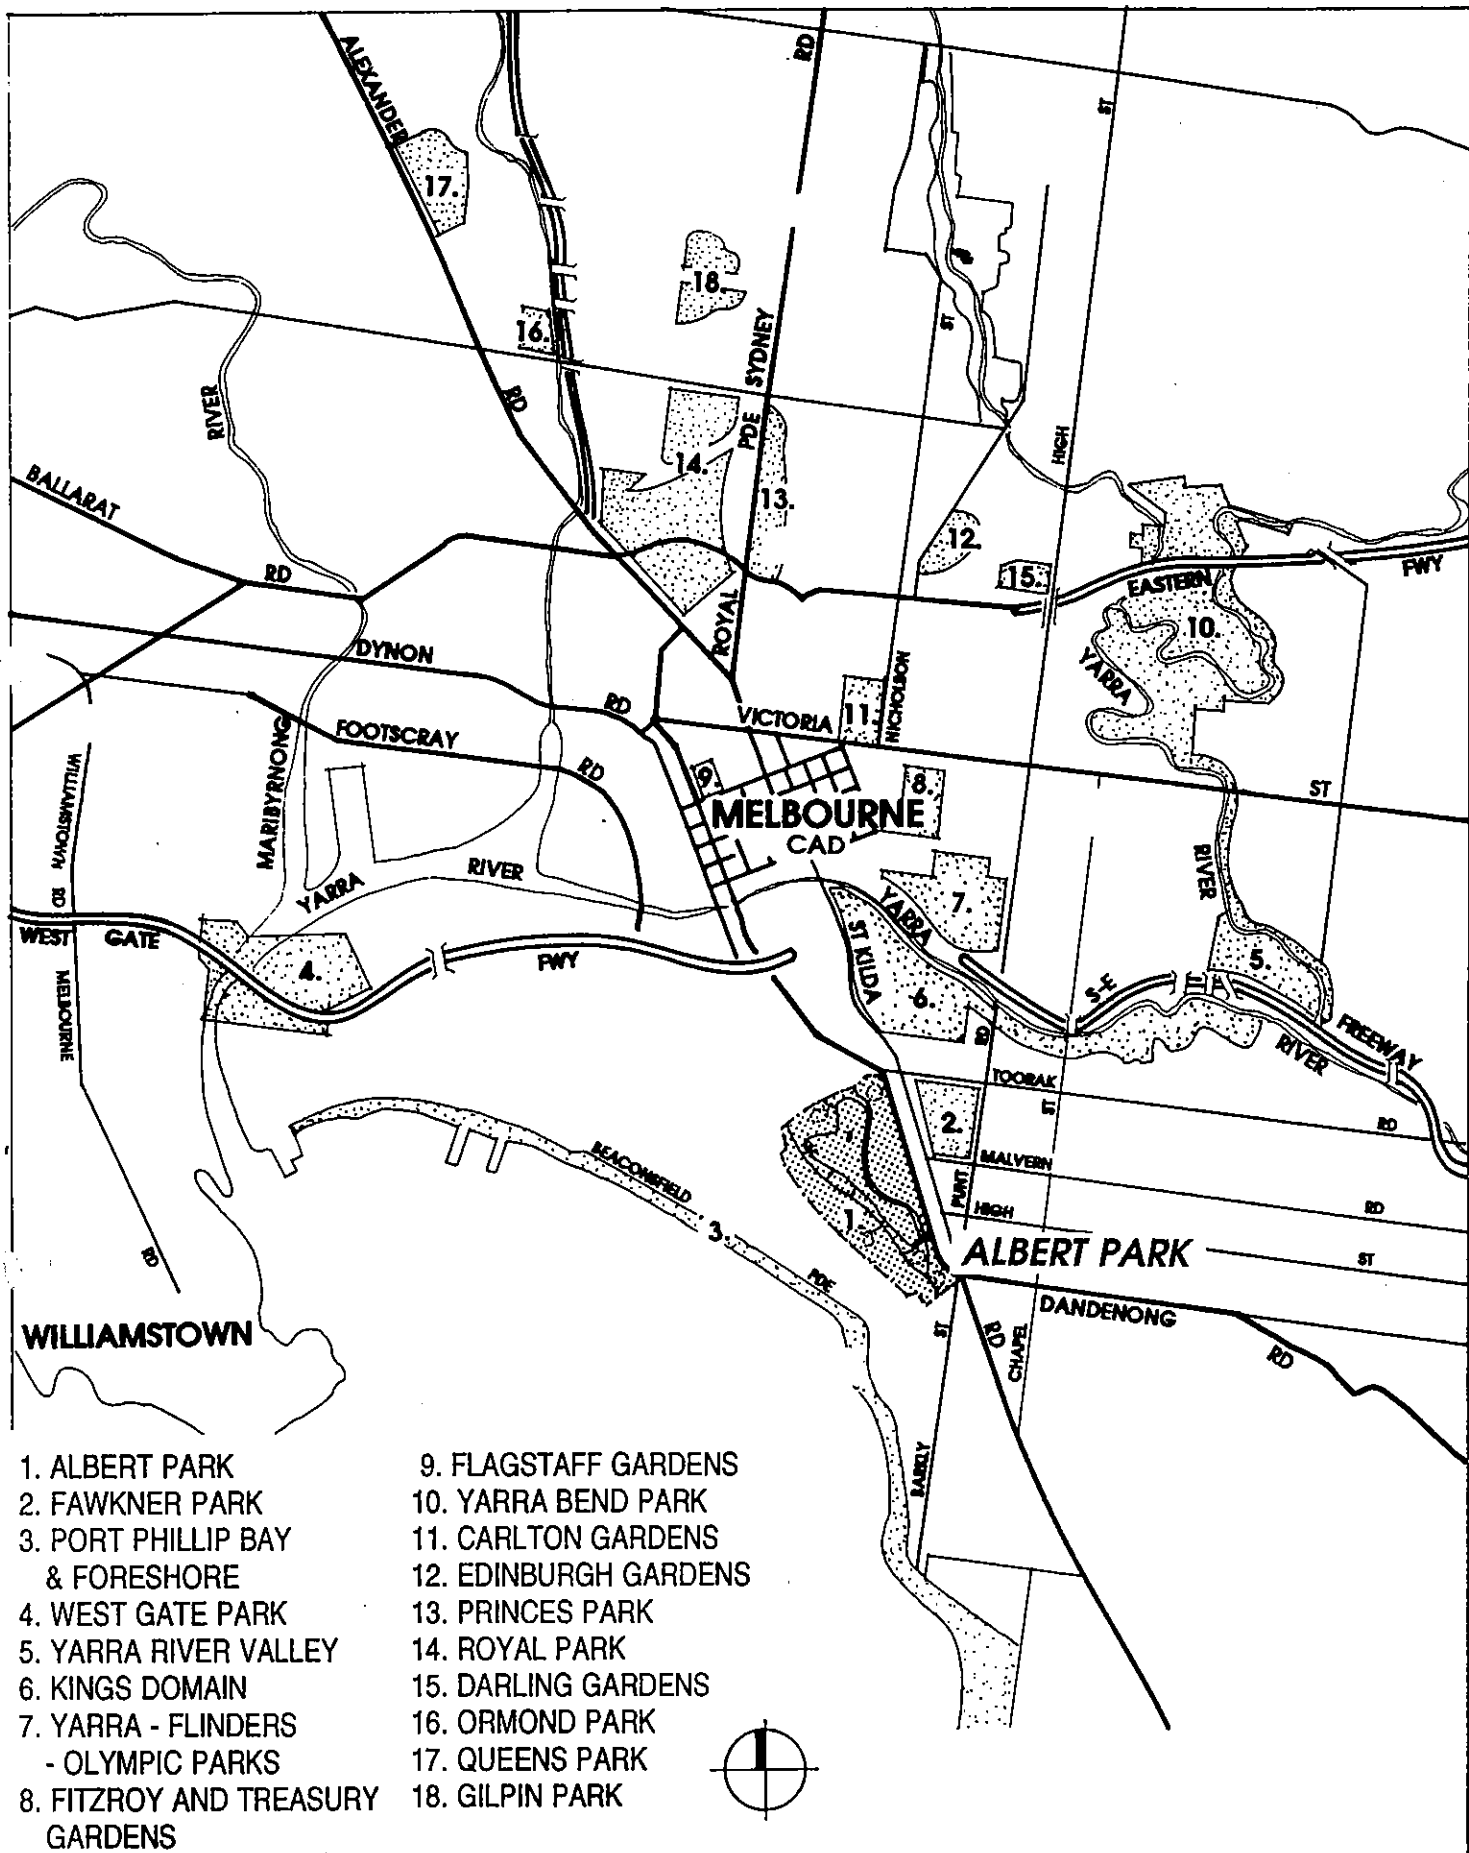 ALEXANDER
RD
ST
17.
18.
16.
RIVER
RD
ST
SYDNEY
PDE
HIGH
BALLARAT
14.
13.
12.
15.
RD
EASTERN
FWY
ROYAL
10.
DYNON
YARRA
RD
VICTORIA
11.
NICHOLSON
FOOTSCRAY
RD
MARIBYRNONG
WILLIAMSTOWN
RD
9.
8.
ST
MELBOURNE
CAD
RIVER
YARRA
RIVER
7.
YARRA
WEST GATE
FWY
ST KILDA
4.
5.
6.
S-E
FREEWAY
MELBOURNE
RD
RIVER
TOORAK
ST
RD
2.
BEACONSFIELD
MALVERN
PUNT
HIGH
RD
3.
1.
ALBERT PARK
ST
RD
PDE
DANDENONG
WILLIAMSTOWN
ST
RD
CHAPEL
RD
BARKLY
1. ALBERT PARK
2. FAWKNER PARK
3. PORT PHILLIP BAY
& FORESHORE
4. WEST GATE PARK
5. YARRA RIVER VALLEY
6. KINGS DOMAIN
7. YARRA - FLINDERS
- OLYMPIC PARKS
8. FITZROY AND TREASURY
GARDENS
9. FLAGSTAFF GARDENS
10. YARRA BEND PARK
11. CARLTON GARDENS
12. EDINBURGH GARDENS
13. PRINCES PARK
14. ROYAL PARK
15. DARLING GARDENS
16. ORMOND PARK
17. QUEENS PARK
18. GILPIN PARK